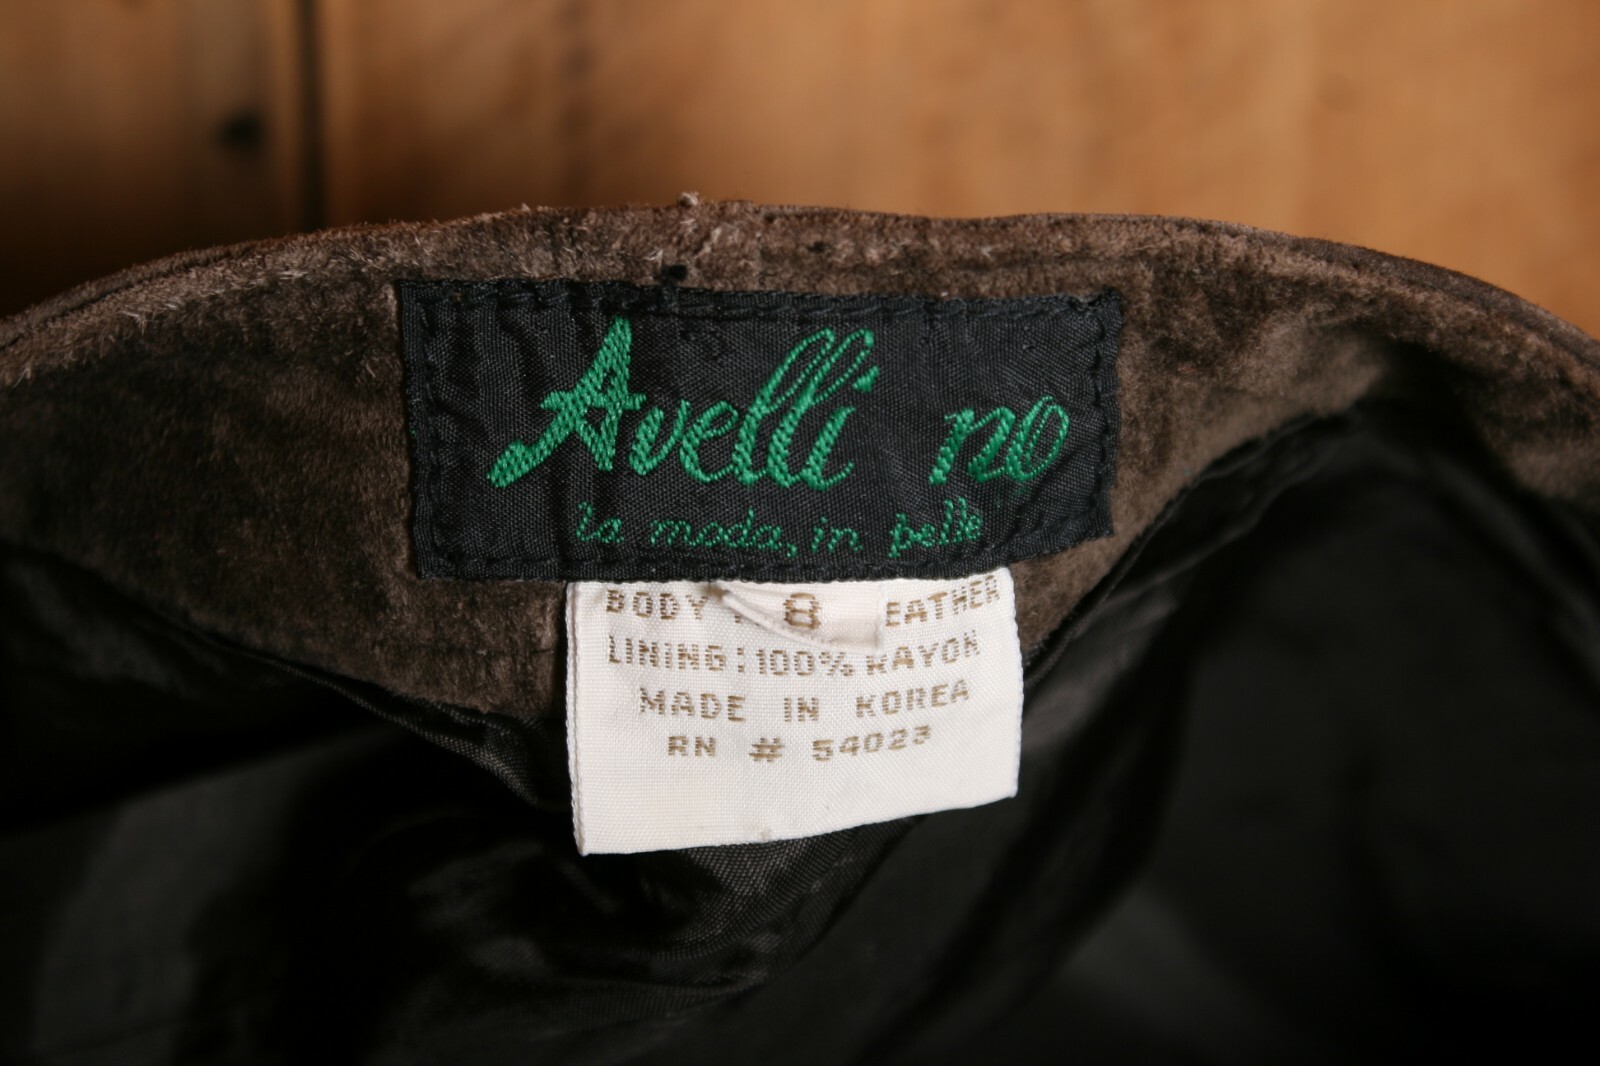 Avelli no
la moda, in pelle
BODY 8 EATHER
LINING:100% RAYON
MADE IN KOREA
RN # 54023